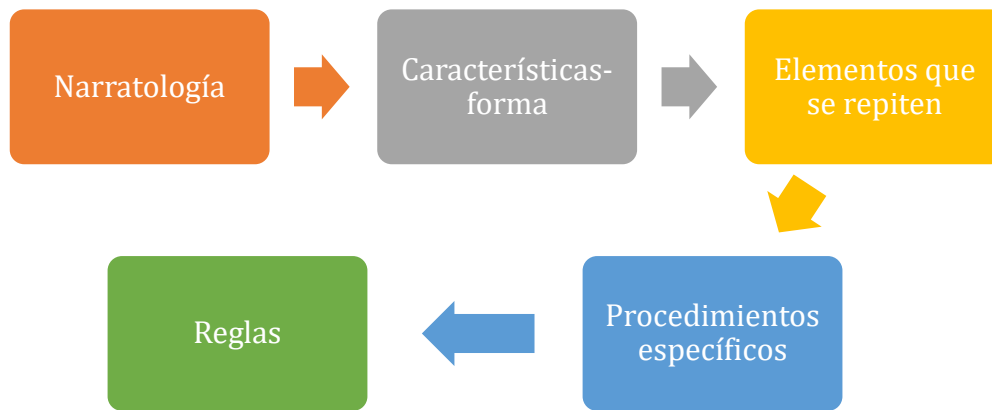 Narratología
Características-
forma
Elementos que
se repiten
Procedimientos
específicos
Reglas